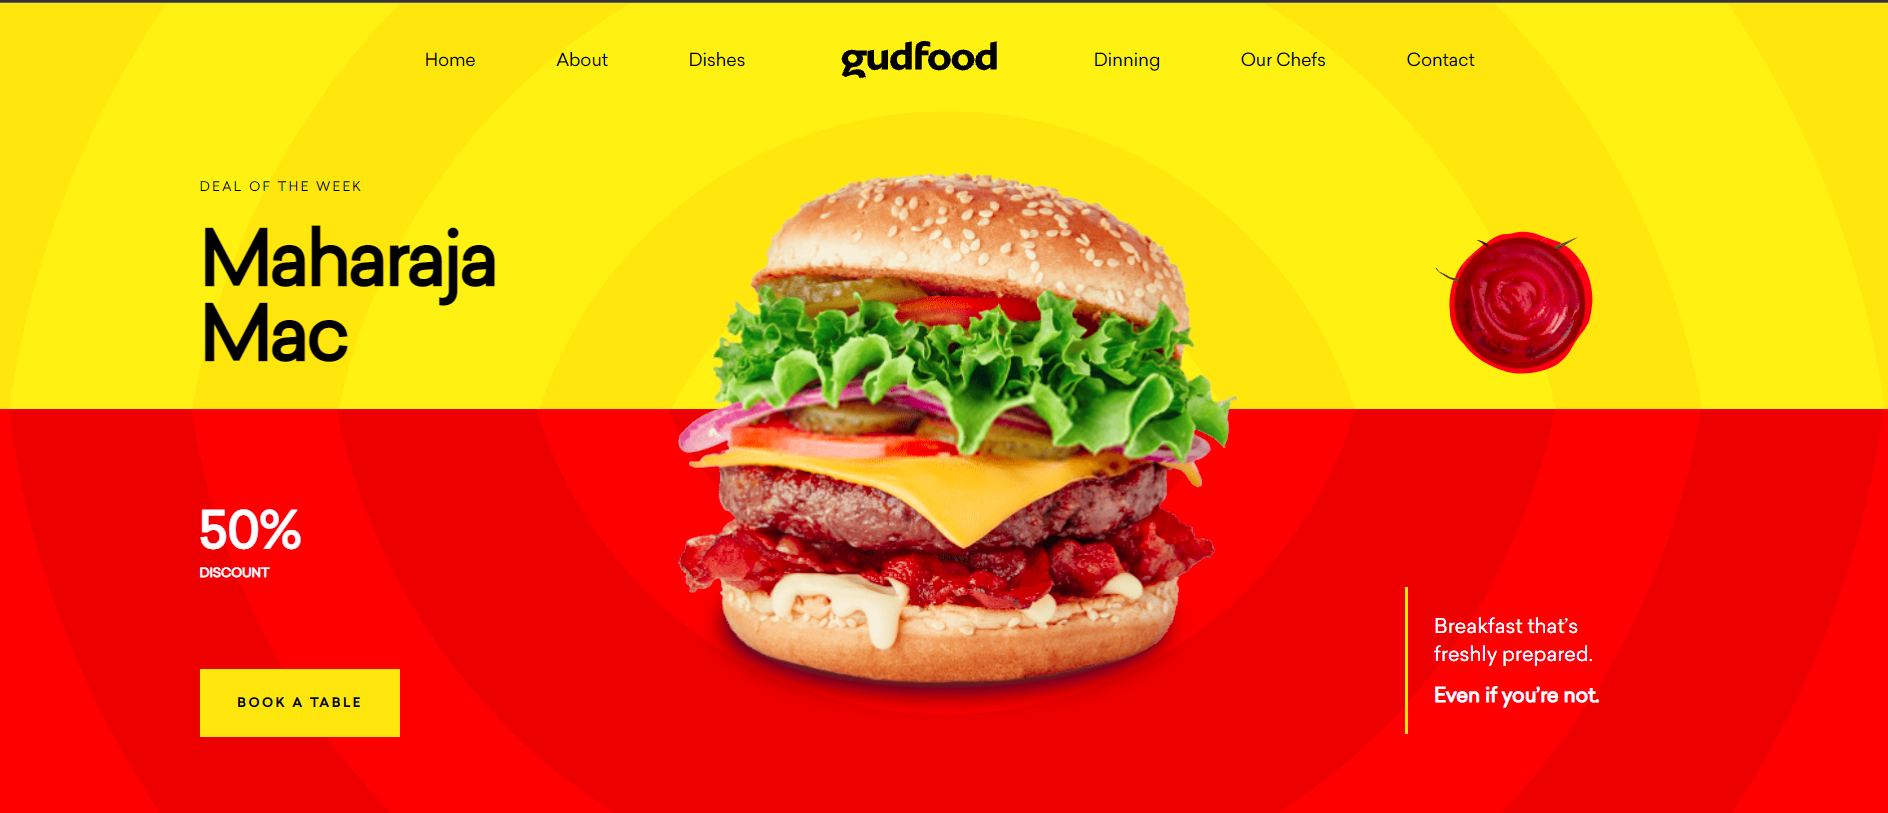 Home About Dishes gudfood Dinning Our Chefs Contact
DEAL OF THE WEEK
Maharaja
Mac
50%
DISCOUNT
BOOK A TABLE
Breakfast that's
freshly prepared.
Even if you're not.